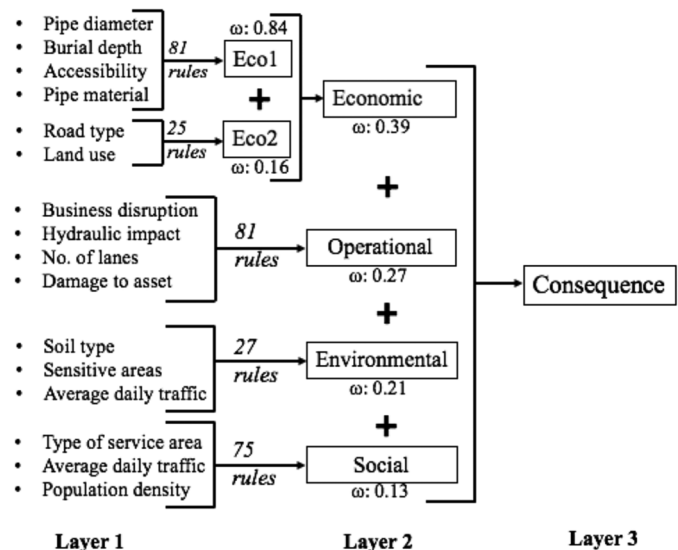 • Pipe diameter
• Burial depth
• Accessibility
• Pipe material
81
rules
ω: 0.84
Eco1
+
• Road type
• Land use
25
rules
Eco2
ω: 0.16
Economic
ω: 0.39
+
• Business disruption
• Hydraulic impact
• No. of lanes
• Damage to asset
81
rules
Operational
ω: 0.27
+
• Soil type
• Sensitive areas
• Average daily traffic
27
rules
Environmental
ω: 0.21
+
• Type of service area
• Average daily traffic
• Population density
75
rules
Social
ω: 0.13
Consequence
Layer 1
Layer 2
Layer 3